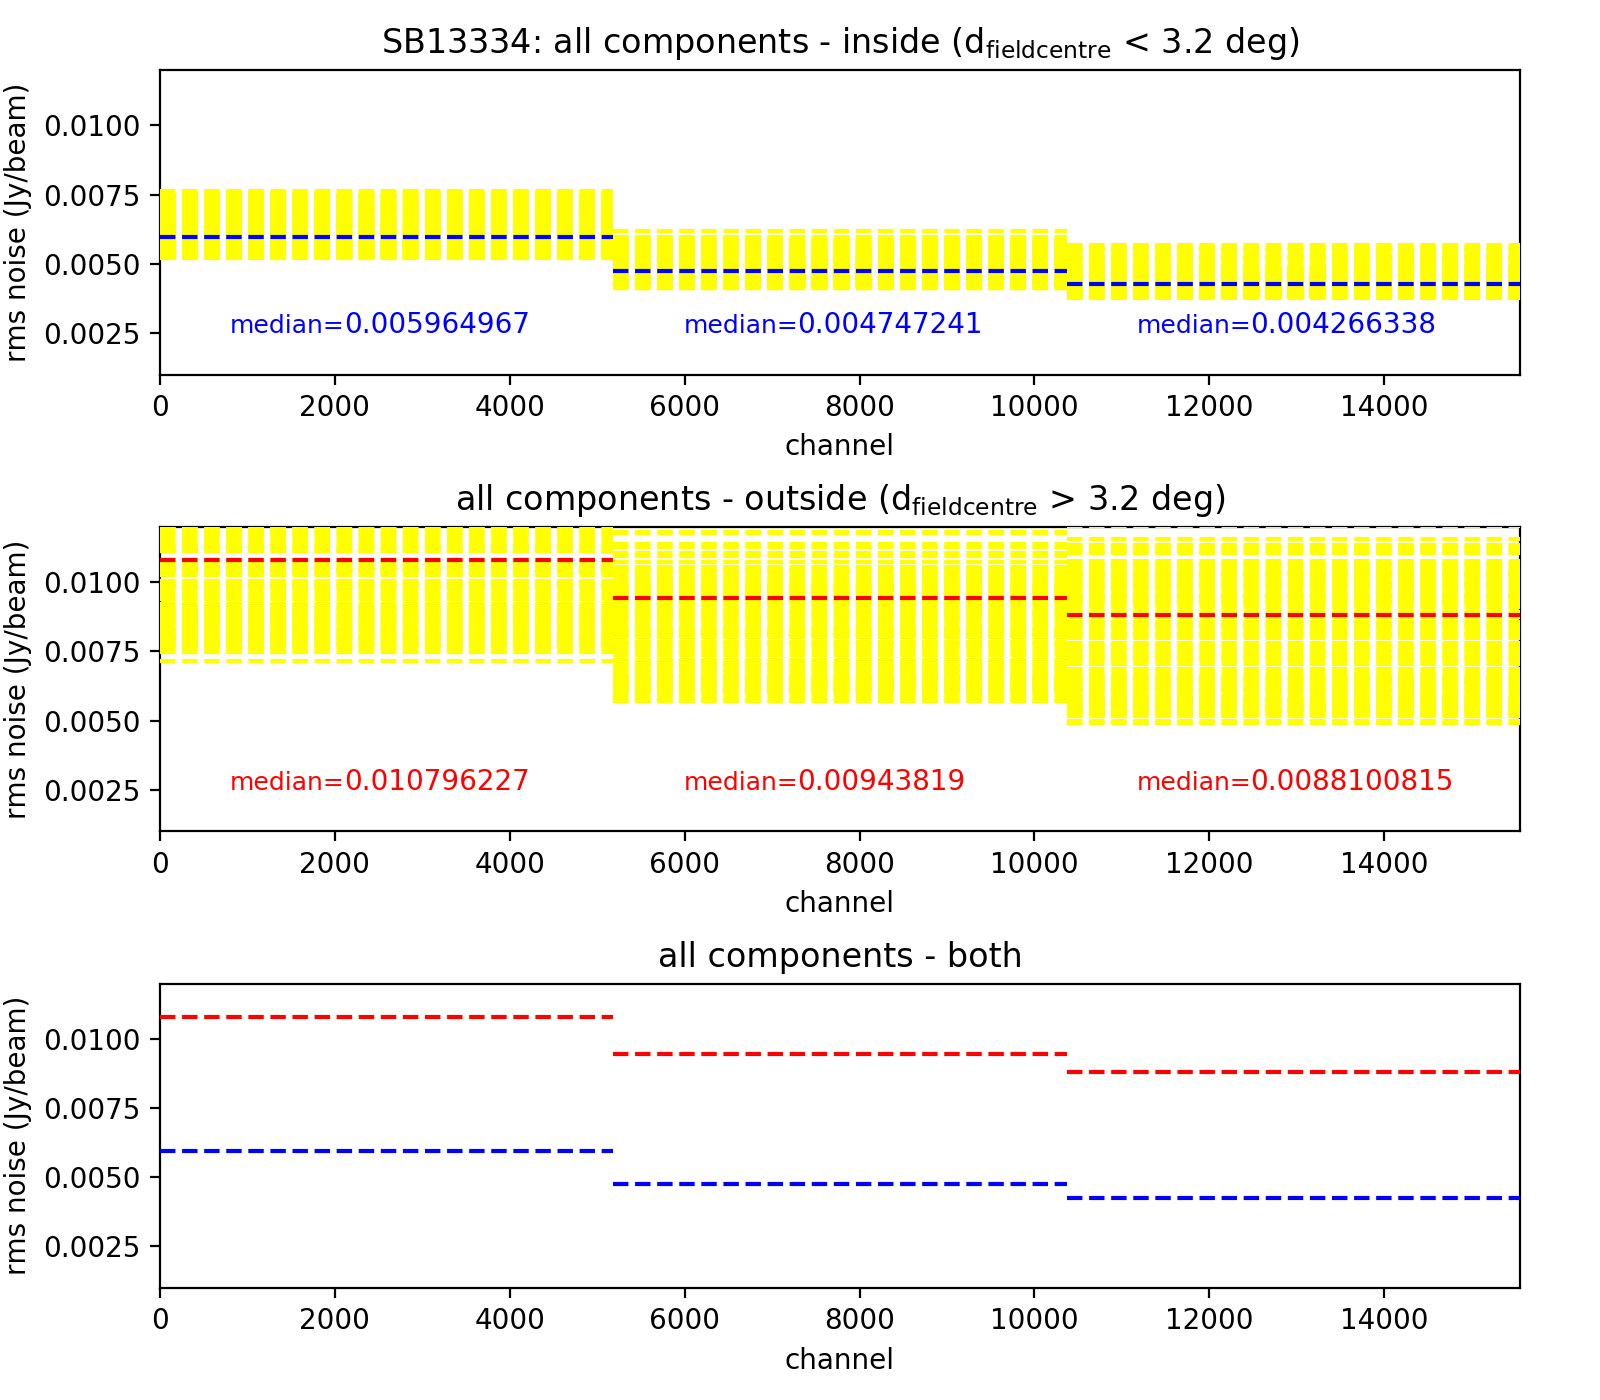 SB13334: all components - inside (dfieldcentre < 3.2 deg)
rms noise (Jy/beam)
0.0100
0.0075
0.0050
0.0025
median=0.005964967 median=0.004747241 median=0.004266338
0 2000 4000 6000 8000 10000 12000 14000
channel
all components - outside (dfieldcentre > 3.2 deg)
rms noise (Jy/beam)
0.0100
0.0075
0.0050
0.0025
median=0.010796227 median=0.00943819 median=0.0088100815
0 2000 4000 6000 8000 10000 12000 14000
channel
all components - both
rms noise (Jy/beam)
0.0100
0.0075
0.0050
0.0025
0 2000 4000 6000 8000 10000 12000 14000
channel